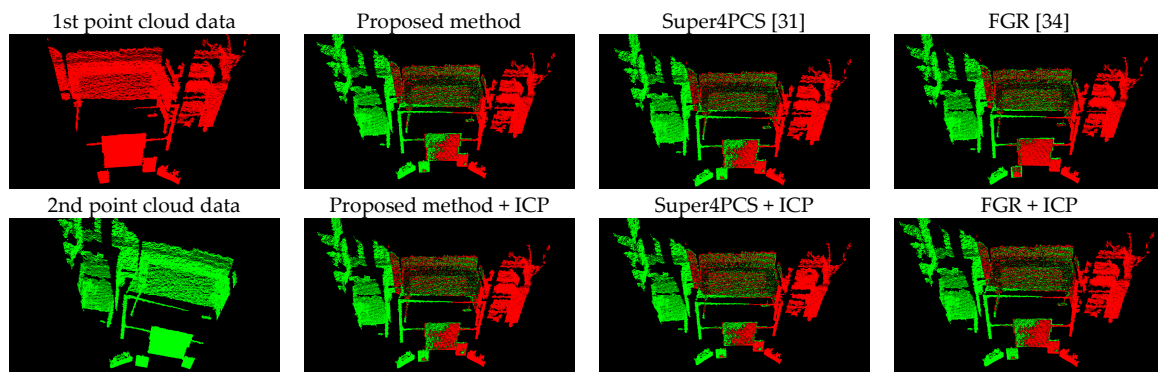 1st point cloud data
Proposed method
Super4PCS [31]
FGR [34]
2nd point cloud data
Proposed method + ICP
Super4PCS + ICP
FGR + ICP